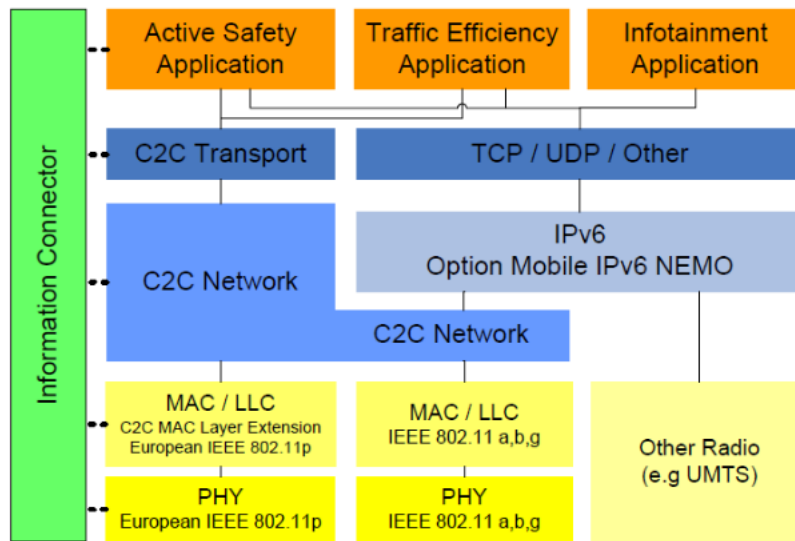 Information Connector
Active Safety
Application
Traffic Efficiency
Application
Infotainment
Application
C2C Transport
TCP / UDP / Other
C2C Network
IPv6
Option Mobile IPv6 NEMO
C2C Network
MAC / LLC
C2C MAC Layer Extension
European IEEE 802.11p
MAC / LLC
IEEE 802.11 a,b,g
Other Radio
(e.g UMTS)
PHY
European IEEE 802.11p
PHY
IEEE 802.11 a,b,g